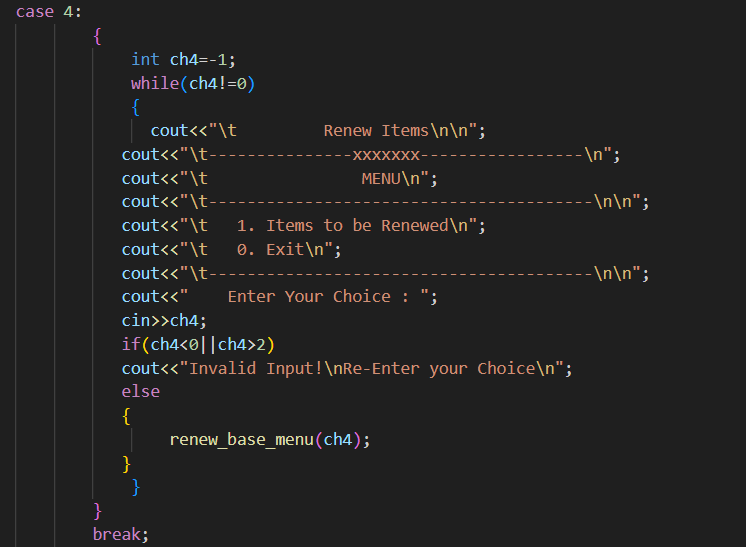 case 4:
{
int ch4=-1;
while(ch4!=0)
{
cout<<"\t         Renew Items\n\n";
cout<<"\t---------------xxxxxxx-----------------\n";
cout<<"\t                MENU\n";
cout<<"\t----------------------------------------\n\n";
cout<<"\t   1. Items to be Renewed\n";
cout<<"\t   0. Exit\n";
cout<<"\t----------------------------------------\n\n";
cout<<"    Enter Your Choice : ";
cin>>ch4;
if(ch4<0||ch4>2)
cout<<"Invalid Input!\nRe-Enter your Choice\n";
else
{
renew_base_menu(ch4);
}
}
}
break;